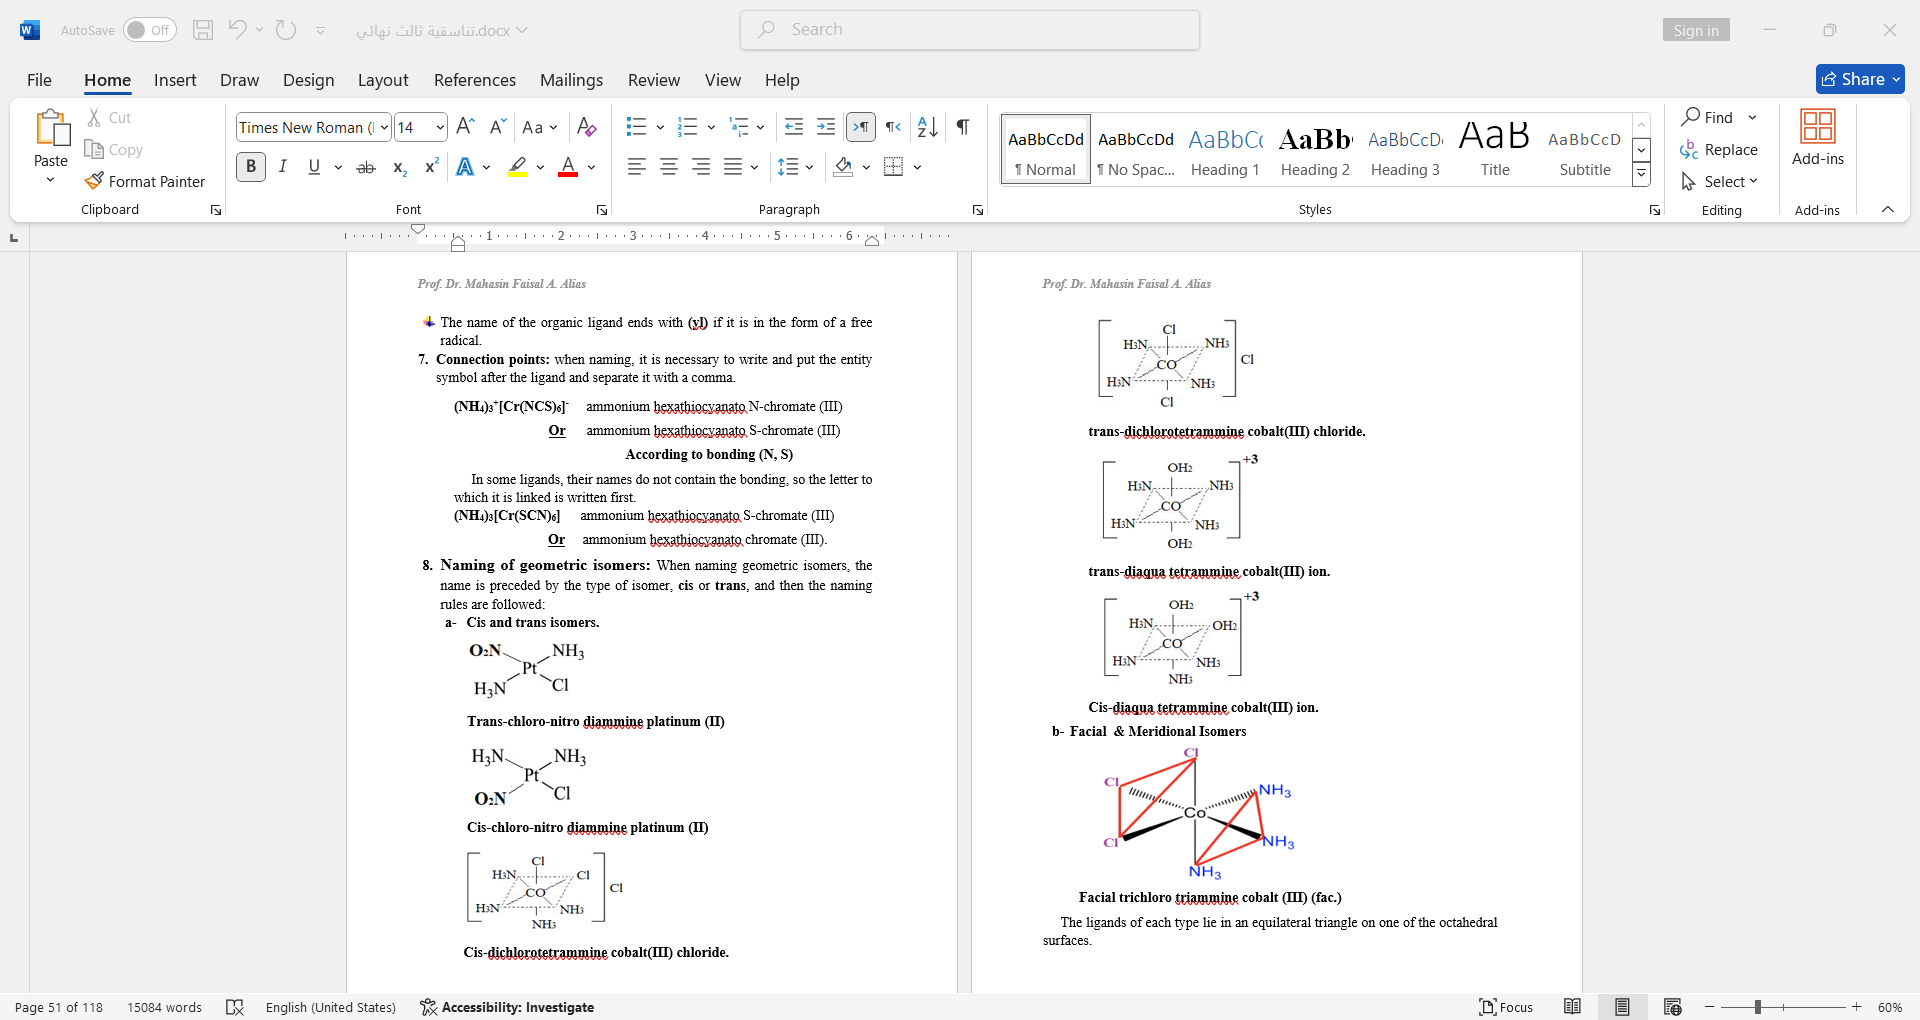 AutoSave
Off
تناسقية ثالث نهائي.docx
Search
Sign in
File Home Insert Draw Design Layout References Mailings Review View Help
Share
Paste
Cut
Copy
Format Painter
Clipboard
Times New Roman (
14
Aa
B I U ab x₂ x² A A
Font
Paragraph
AaBbCcDd AaBbCcDd AaBbCc AaBb AaBbCcD AaB AaBbCcD
¶ Normal ¶ No Spac... Heading 1 Heading 2 Heading 3 Title Subtitle
Styles
Find
Replace
Select
Editing
Add-ins
Add-ins
1 2 3 4 5 6
Prof. Dr. Mahasin Faisal A. Alias
The name of the organic ligand ends with (yl) if it is in the form of a free
radical.
7. Connection points: when naming, it is necessary to write and put the entity
symbol after the ligand and separate it with a comma.
(NH₄)₃⁺[Cr(NCS)₆]⁻ ammonium hexathiocyanato N-chromate (III)
Or ammonium hexathiocyanato S-chromate (III)
According to bonding (N, S)
In some ligands, their names do not contain the bonding, so the letter to
which it is linked is written first.
(NH₄)₃[Cr(SCN)₆] ammonium hexathiocyanato S-chromate (III)
Or ammonium hexathiocyanato chromate (III).
8. Naming of geometric isomers: When naming geometric isomers, the
name is preceded by the type of isomer, cis or trans, and then the naming
rules are followed:
a- Cis and trans isomers.
O₂N NH₃
Pt
H₃N Cl
Trans-chloro-nitro diammine platinum (II)
H₃N NH₃
Pt
O₂N Cl
Cis-chloro-nitro diammine platinum (II)
Cl
H₃N Cl
CO Cl
H₃N NH₃
NH₃
Cis-dichlorotetrammine cobalt(III) chloride.
Prof. Dr. Mahasin Faisal A. Alias
Cl
H₃N NH₃
CO Cl
H₃N NH₃
Cl
trans-dichlorotetrammine cobalt(III) chloride.
+3
OH₂
H₃N NH₃
CO
H₃N NH₃
OH₂
trans-diaqua tetrammine cobalt(III) ion.
+3
OH₂
H₃N OH₂
CO
H₃N NH₃
NH₃
Cis-diaqua tetrammine cobalt(III) ion.
b- Facial & Meridional Isomers
Cl
Cl NH₃
Co
Cl NH₃
NH₃
Facial trichloro triammine cobalt (III) (fac.)
The ligands of each type lie in an equilateral triangle on one of the octahedral
surfaces.
Page 51 of 118 15084 words English (United States) Accessibility: Investigate Focus 60%